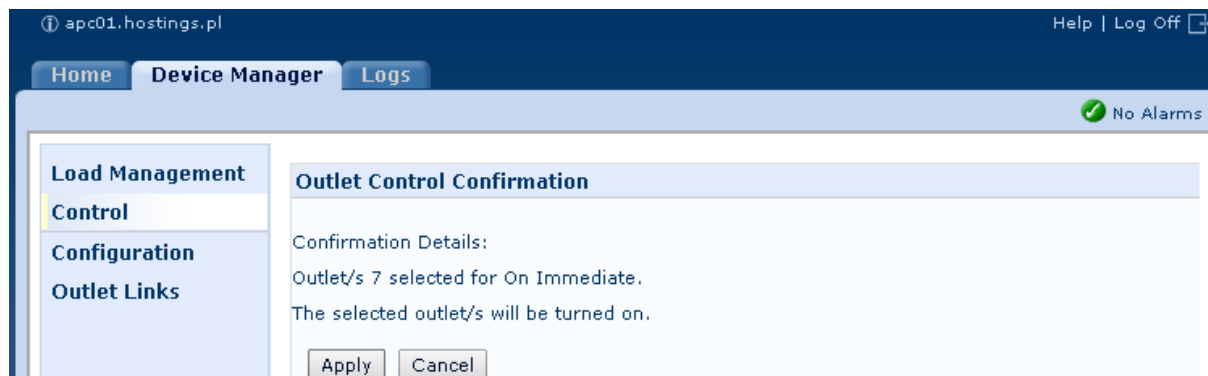 apc01.hostings.pl
Help | Log Off
Home Device Manager Logs
No Alarms
Load Management
Control
Configuration
Outlet Links
Outlet Control Confirmation
Confirmation Details:
Outlet/s 7 selected for On Immediate.
The selected outlet/s will be turned on.
Apply Cancel